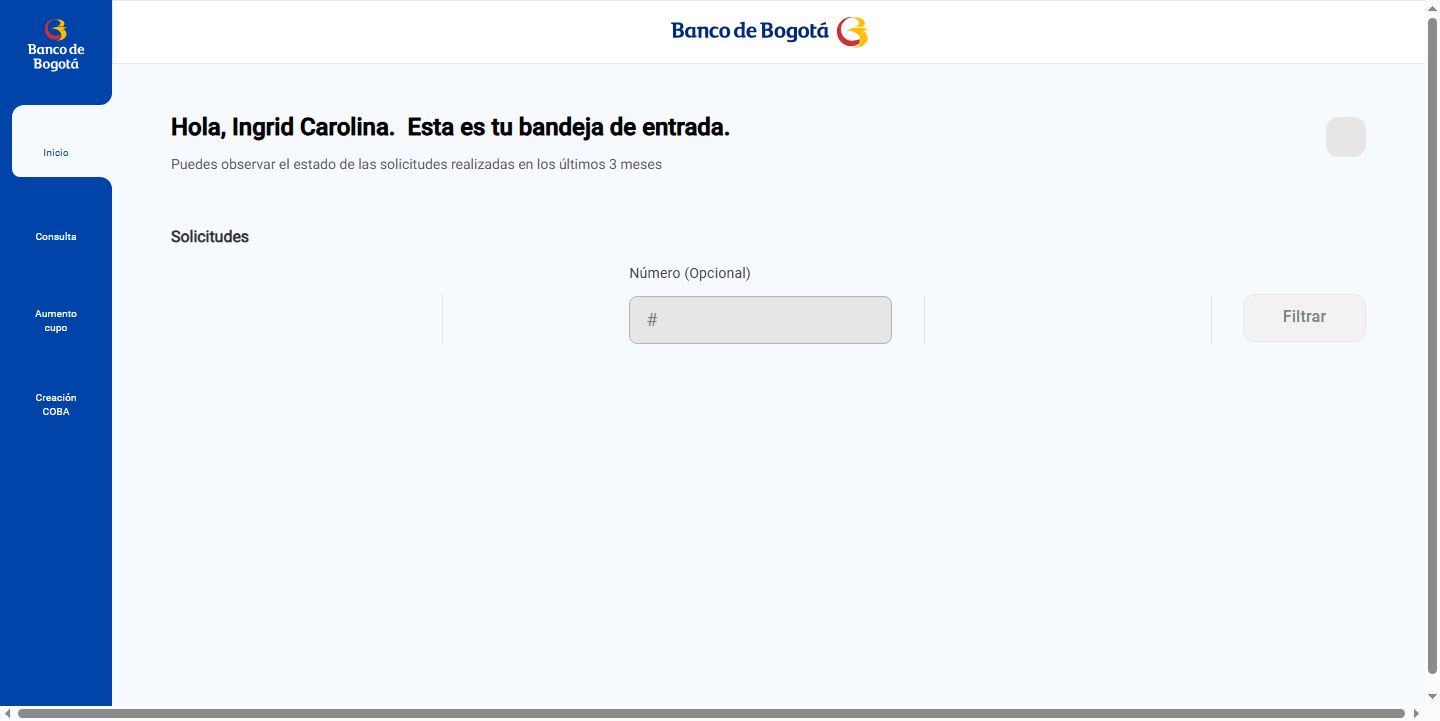 Banco de
Bogotá
Banco de Bogotá
Hola, Ingrid Carolina.  Esta es tu bandeja de entrada.
Puedes observar el estado de las solicitudes realizadas en los últimos 3 meses
Inicio
Consulta
Aumento
cupo
Creación
COBA
Solicitudes
Número (Opcional)
#
Filtrar